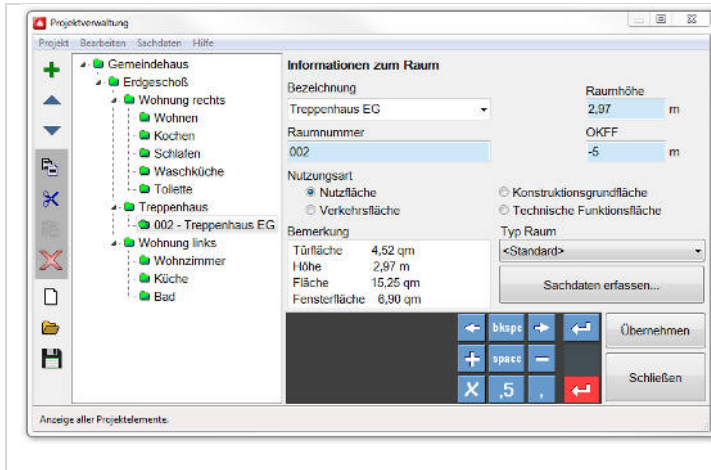 Projektverwaltung
Projekt Bearbeiten Sachdaten Hilfe
Gemeindehaus
Erdgeschoß
Wohnung rechts
Wohnen
Kochen
Schlafen
Waschküche
Toilette
Treppenhaus
002 - Treppenhaus EG
Wohnung links
Wohnzimmer
Küche
Bad
Informationen zum Raum
Bezeichnung
Treppenhaus EG
Raumhöhe
2,97 m
Raumnummer
002
OKFF
-5 m
Nutzungsart
Nutzfläche
Konstruktionsgrundfläche
Verkehrsfläche
Technische Funktionsfläche
Bemerkung
Türfläche 4,52 qm
Höhe 2,97 m
Fläche 15,25 qm
Fensterfläche 6,90 qm
Typ Raum
<Standard>
Sachdaten erfassen...
bkspc
space
X ,5 ,
Übernehmen
Schließen
Anzeige aller Projektelemente.